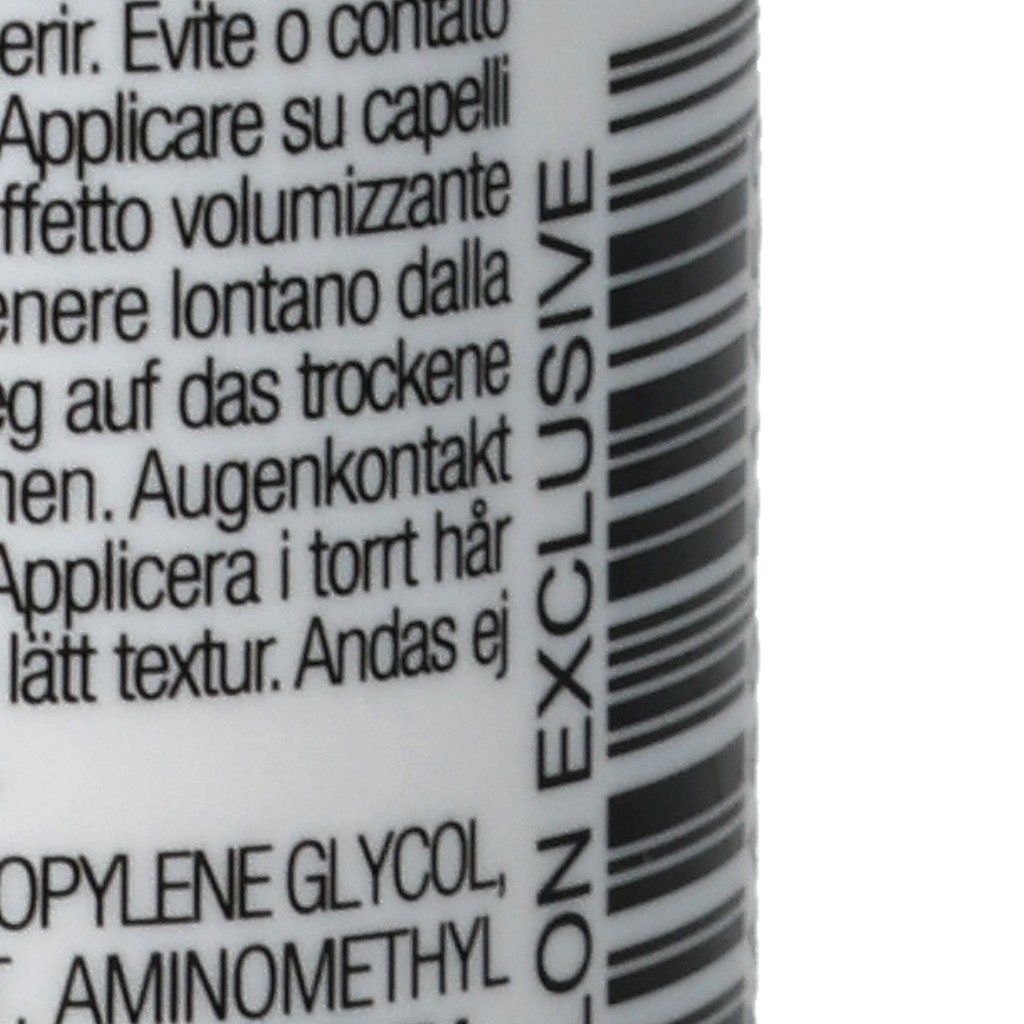 erir. Evite o contato
Applicare su capelli
ffetto volumizzante
enere lontano dalla
eg auf das trockene
nen. Augenkontakt
Applicera i torrt hår
lätt textur. Andas ej
OPYLENE GLYCOL,
AMINOMETHYL
LON EXCLUSIVE